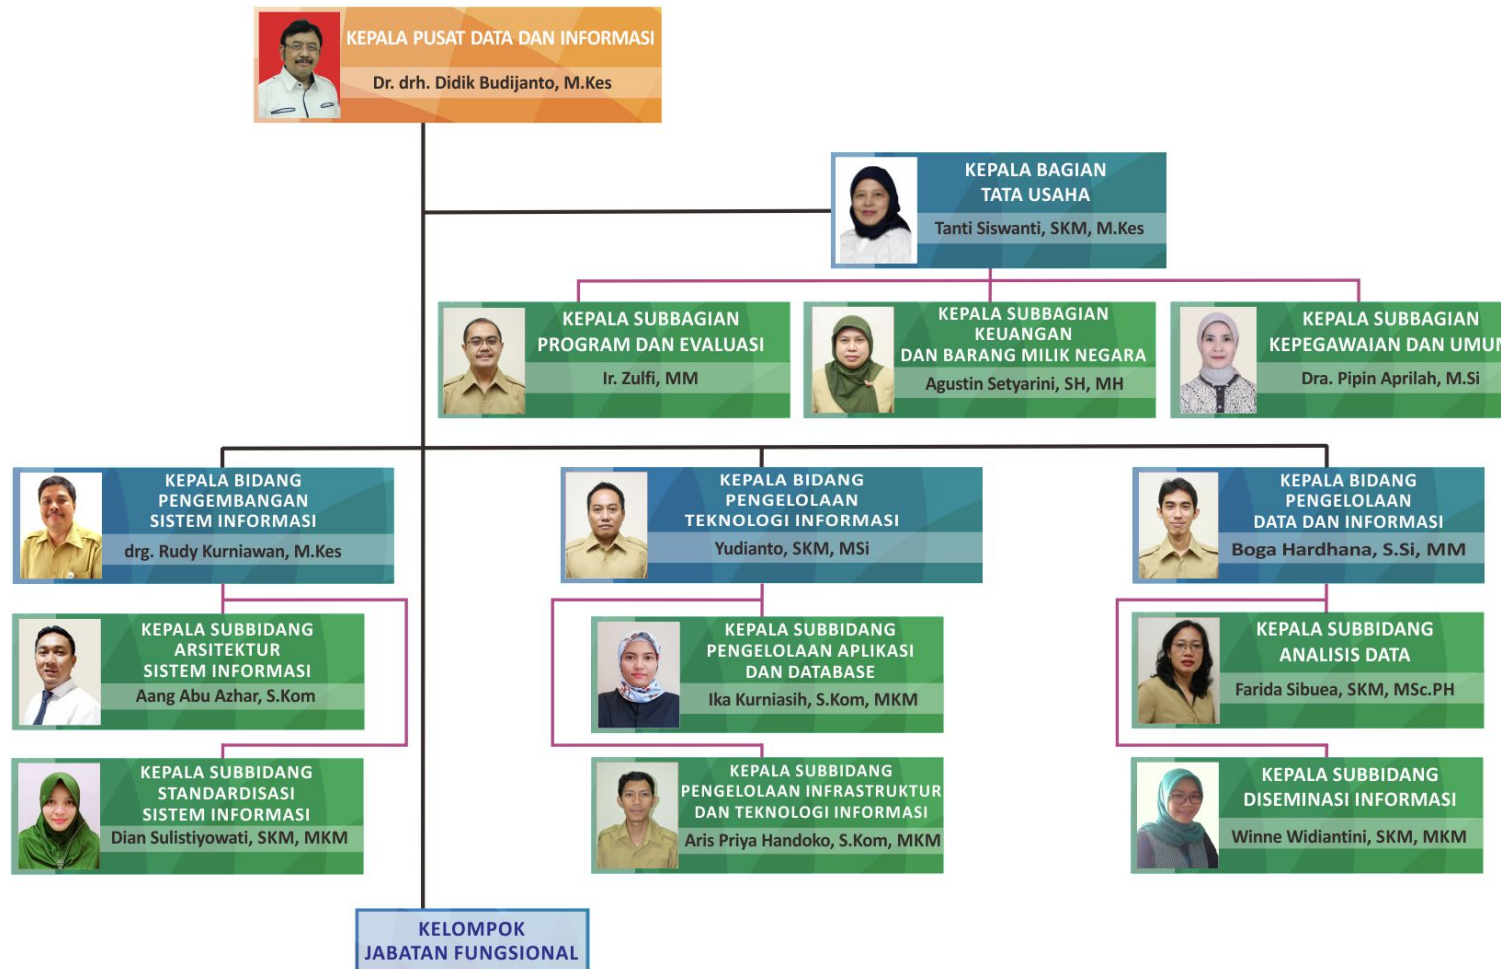 KEPALA PUSAT DATA DAN INFORMASI
Dr. drh. Didik Budijanto, M.Kes
KEPALA BAGIAN
TATA USAHA
Tanti Siswanti, SKM, M.Kes
KEPALA SUBBAGIAN
PROGRAM DAN EVALUASI
Ir. Zulfi, MM
KEPALA SUBBAGIAN
KEUANGAN
DAN BARANG MILIK NEGARA
Agustin Setyarini, SH, MH
KEPALA SUBBAGIAN
KEPEGAWAIAN DAN UMUM
Dra. Pipin Aprilah, M.Si
KEPALA BIDANG
PENGEMBANGAN
SISTEM INFORMASI
drg. Rudy Kurniawan, M.Kes
KEPALA BIDANG
PENGELOLAAN
TEKNOLOGI INFORMASI
Yudianto, SKM, MSi
KEPALA BIDANG
PENGELOLAAN
DATA DAN INFORMASI
Boga Hardhana, S.Si, MM
KEPALA SUBBIDANG
ARSITEKTUR
SISTEM INFORMASI
Aang Abu Azhar, S.Kom
KEPALA SUBBIDANG
PENGELOLAAN APLIKASI
DAN DATABASE
Ika Kurniasih, S.Kom, MKM
KEPALA SUBBIDANG
ANALISIS DATA
Farida Sibuea, SKM, MSc.PH
KEPALA SUBBIDANG
STANDARDISASI
SISTEM INFORMASI
Dian Sulistiyowati, SKM, MKM
KEPALA SUBBIDANG
PENGELOLAAN INFRASTRUKTUR
DAN TEKNOLOGI INFORMASI
Aris Priya Handoko, S.Kom, MKM
KEPALA SUBBIDANG
DISEMINASI INFORMASI
Winne Widiantini, SKM, MKM
KELOMPOK
JABATAN FUNGSIONAL